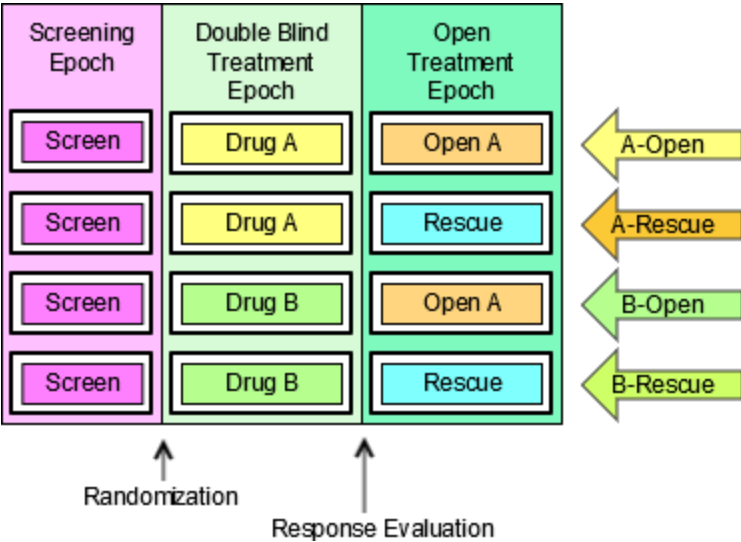 Screening
Epoch
Double Blind
Treatment
Epoch
Open
Treatment
Epoch
Screen
Drug A
Open A
A-Open
Screen
Drug A
Rescue
A-Rescue
Screen
Drug B
Open A
B-Open
Screen
Drug B
Rescue
B-Rescue
Randomization
Response Evaluation